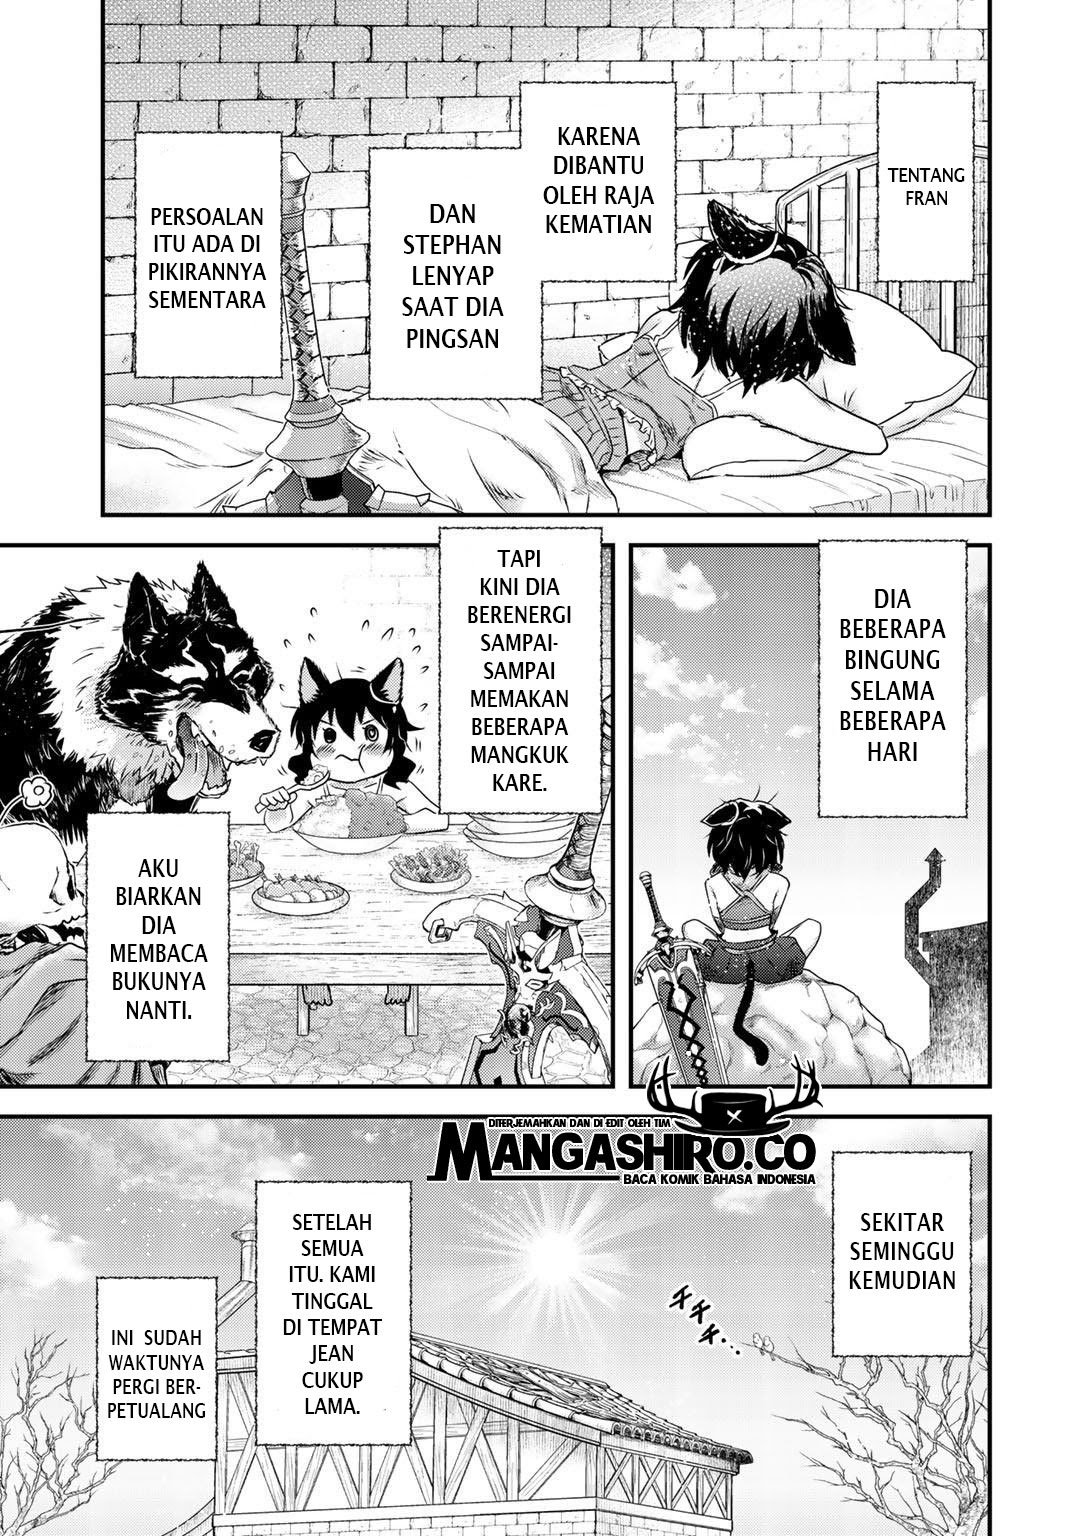 TENTANG
FRAN
KARENA
DIBANTU
OLEH RAJA
KEMATIAN
DAN
STEPHAN
LENYAP
SAAT DIA
PINGSAN
PERSOALAN
ITU ADA DI
PIKIRANNYA
SEMENTARA
DIA
BEBERAPA
BINGUNG
SELAMA
BEBERAPA
HARI
TAPI
KINI DIA
BERENERGI
SAMPAI-
SAMPAI
MEMAKAN
BEBERAPA
MANGKUK
KARE.
AKU
BIARKAN
DIA
MEMBACA
BUKUNYA
NANTI.
DITERJEMAHKAN DAN DI EDIT OLEH TIM
MANGASHIRO.CO
BACA KOMIK BAHASA INDONESIA
SEKITAR
SEMINGGU
KEMUDIAN
チチチ...
SETELAH
SEMUA
ITU. KAMI
TINGGAL
DI TEMPAT
JEAN
CUKUP
LAMA.
INI SUDAH
WAKTUNYA
PERGI BER-
PETUALANG